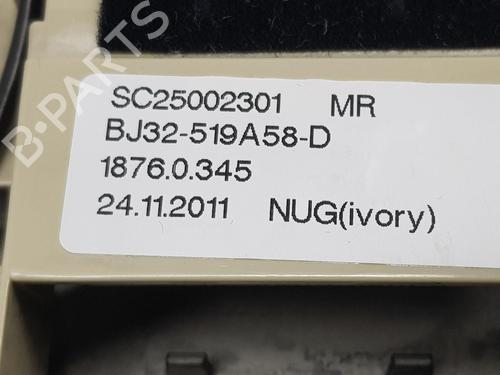 B-PARTS
SC25002301 MR
BJ32-519A58-D
1876.0.345
24.11.2011 NUG(ivory)